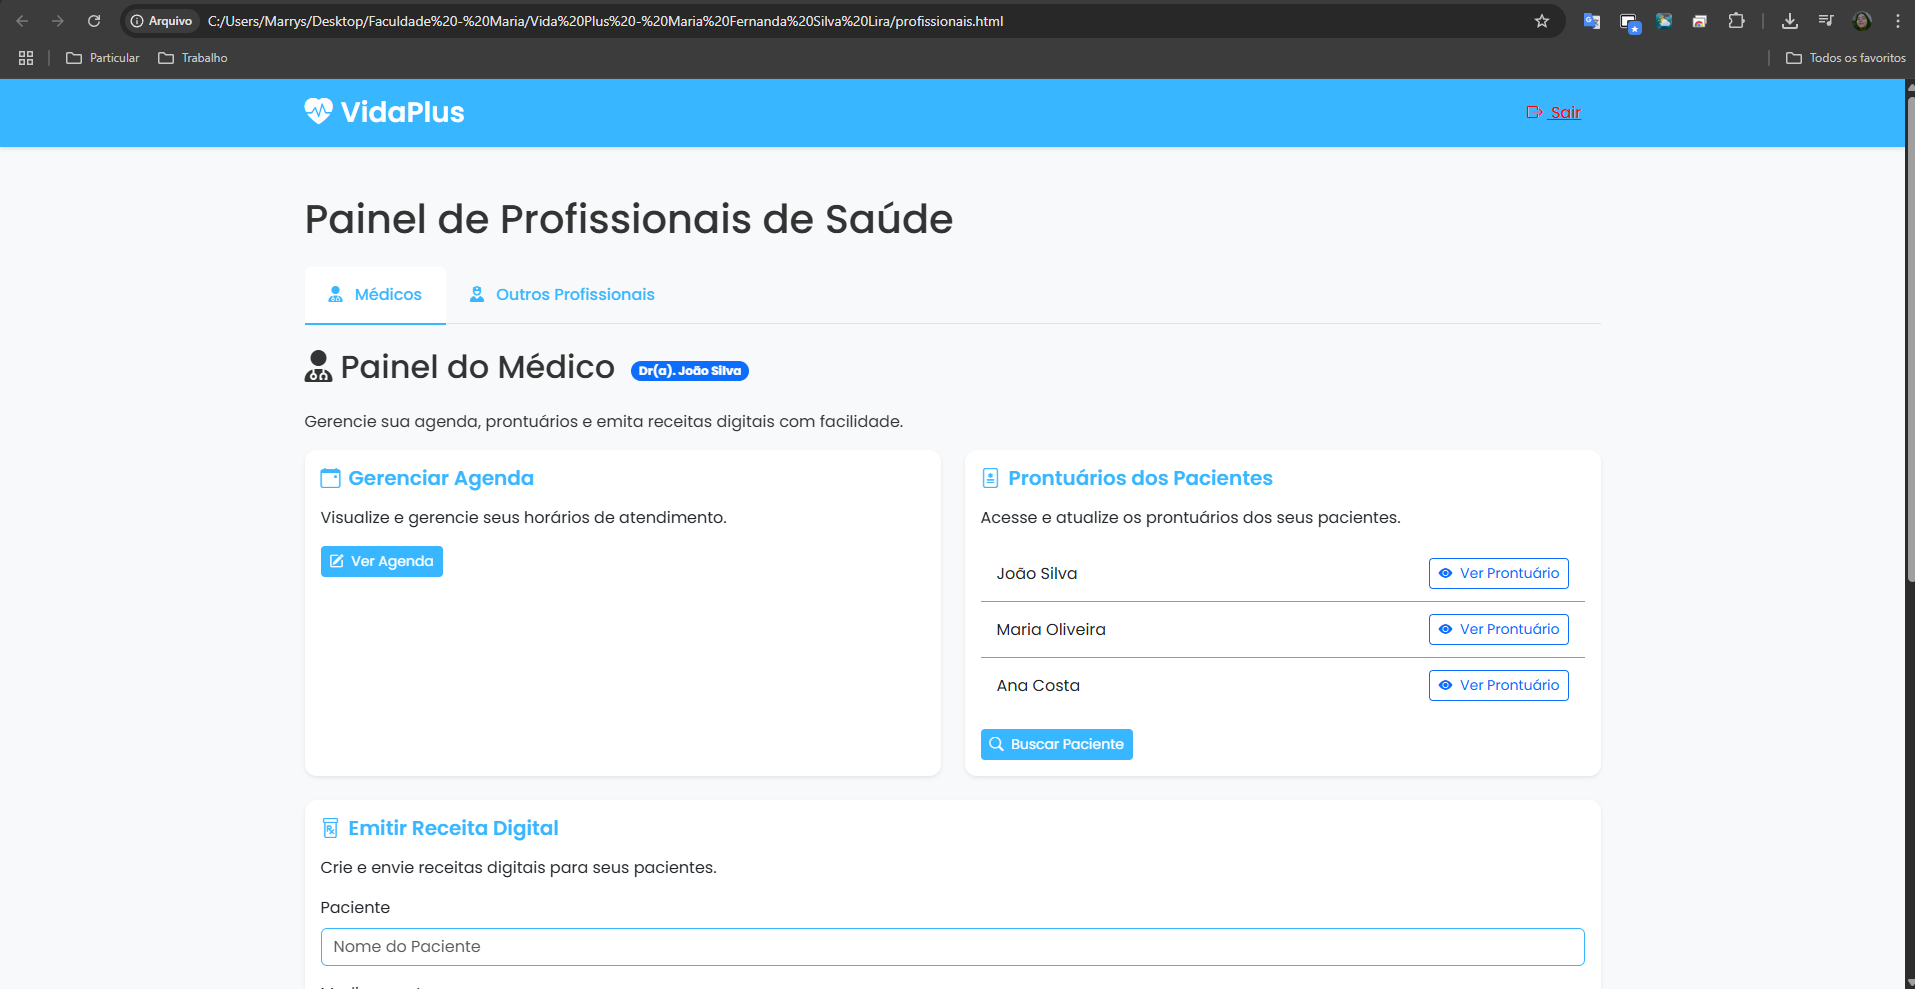 Arquivo
C:/Users/Marrys/Desktop/Faculdade%20-%20Maria/Vida%20Plus%20-%20Maria%20Fernanda%20Silva%20Lira/profissionais.html
Particular
Trabalho
Todos os favoritos
VidaPlus
Sair
Painel de Profissionais de Saúde
Médicos
Outros Profissionais
Painel do Médico
Dr(a). João Silva
Gerencie sua agenda, prontuários e emita receitas digitais com facilidade.
Gerenciar Agenda
Visualize e gerencie seus horários de atendimento.
Ver Agenda
Prontuários dos Pacientes
Acesse e atualize os prontuários dos seus pacientes.
João Silva
Ver Prontuário
Maria Oliveira
Ver Prontuário
Ana Costa
Ver Prontuário
Buscar Paciente
Emitir Receita Digital
Crie e envie receitas digitais para seus pacientes.
Paciente
Nome do Paciente